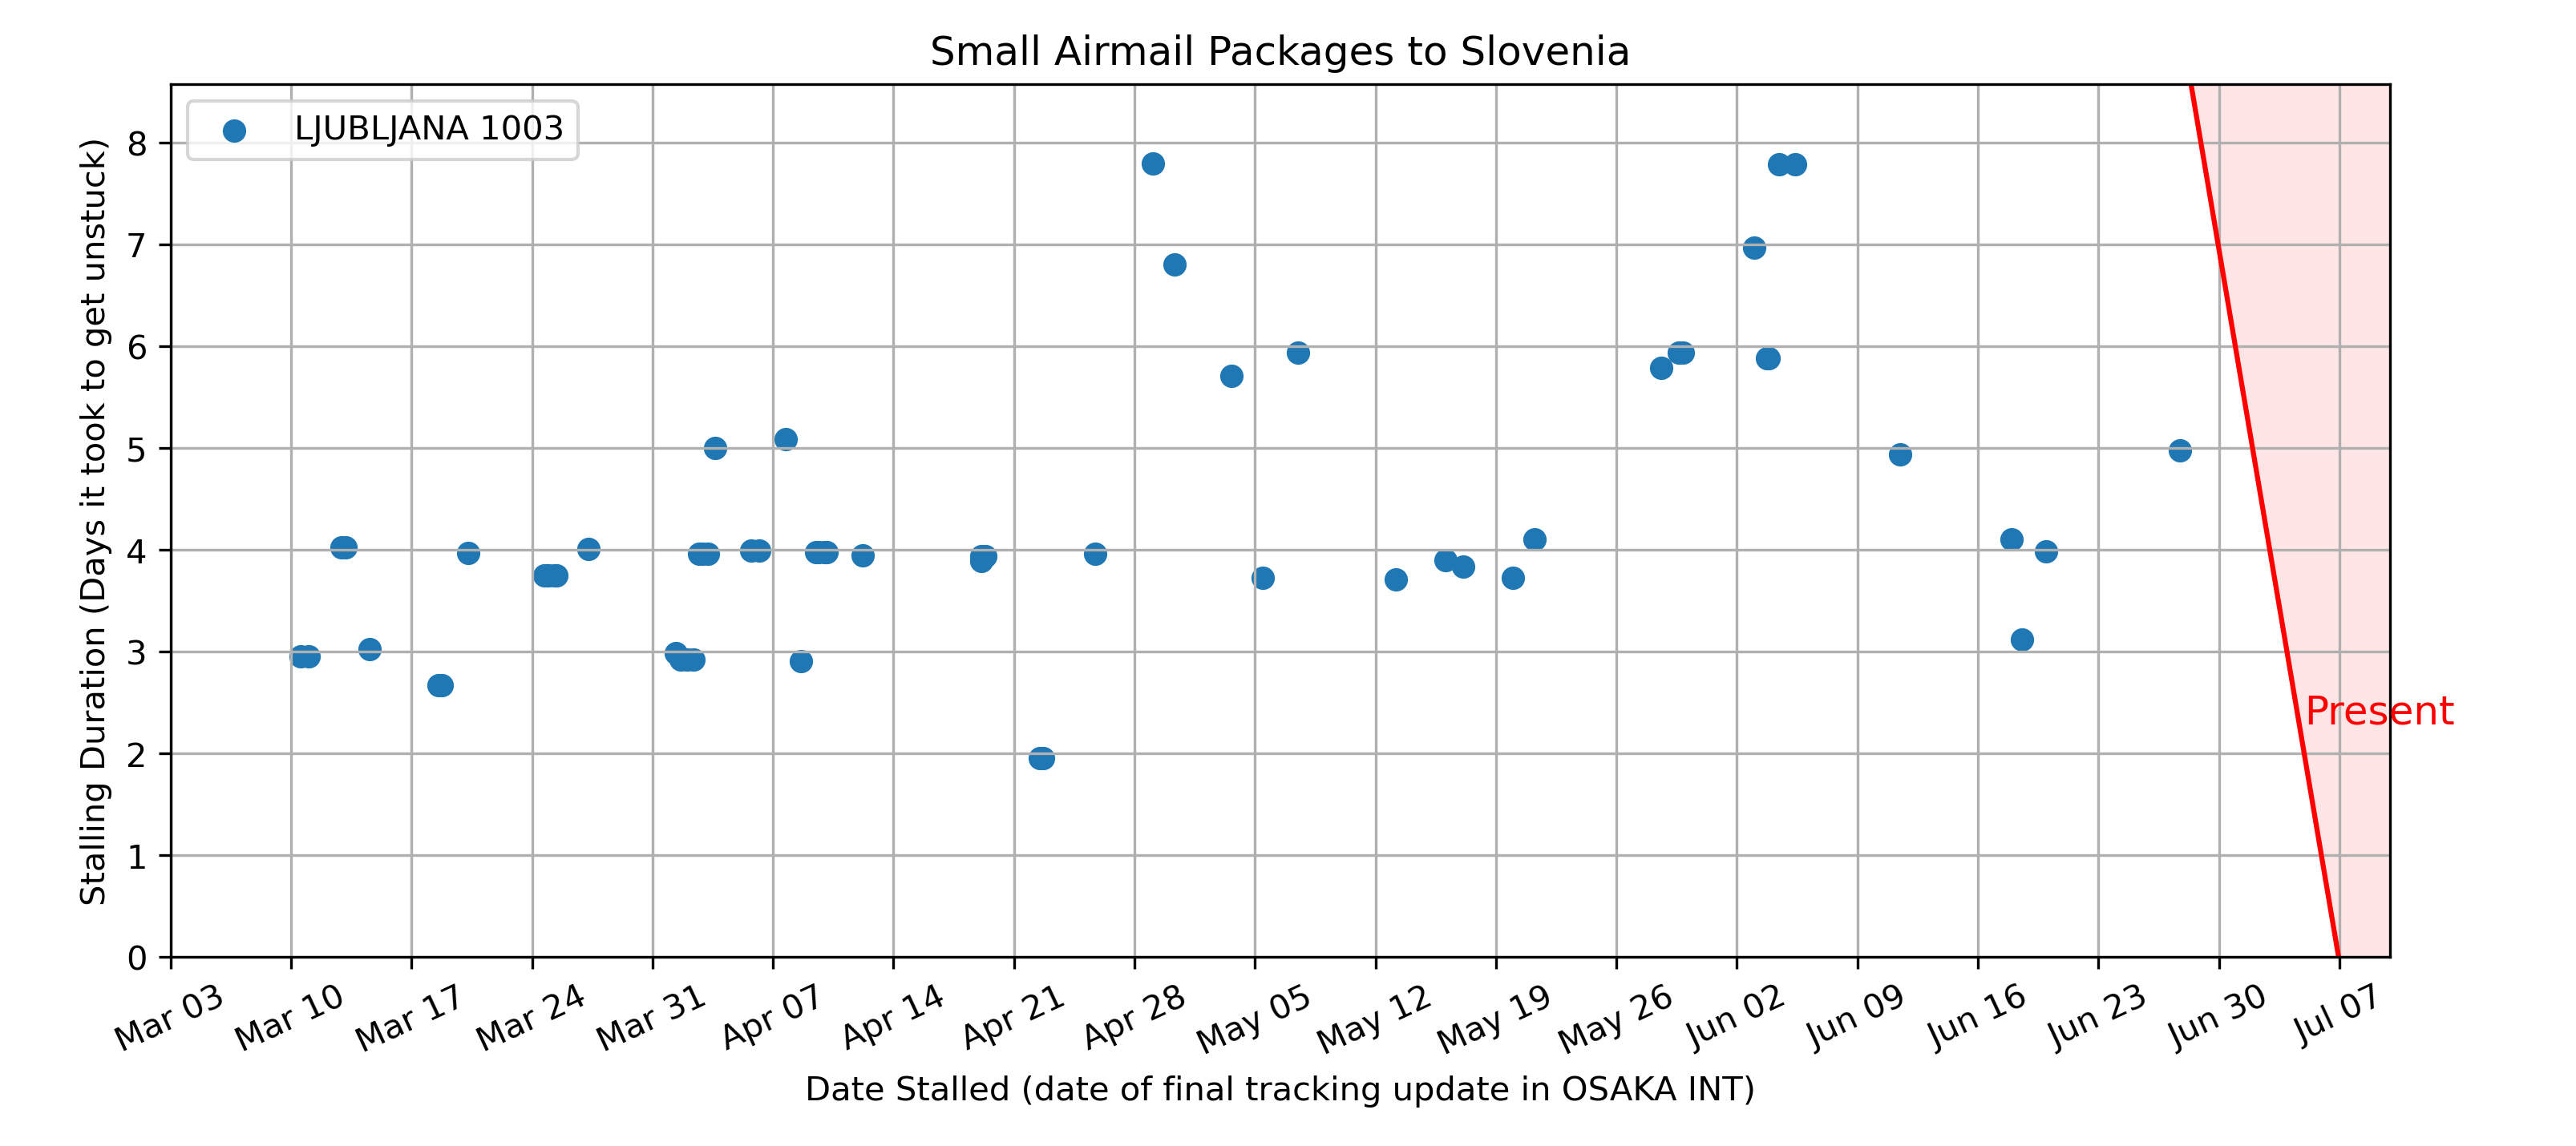 Small Airmail Packages to Slovenia
LJUBLJANA 1003
Stalling Duration (Days it took to get unstuck)
8
7
6
5
4
3
2
1
0
Present
Mar 03
Mar 10
Mar 17
Mar 24
Mar 31
Apr 07
Apr 14
Apr 21
Apr 28
May 05
May 12
May 19
May 26
Jun 02
Jun 09
Jun 16
Jun 23
Jun 30
Jul 07
Date Stalled (date of final tracking update in OSAKA INT)